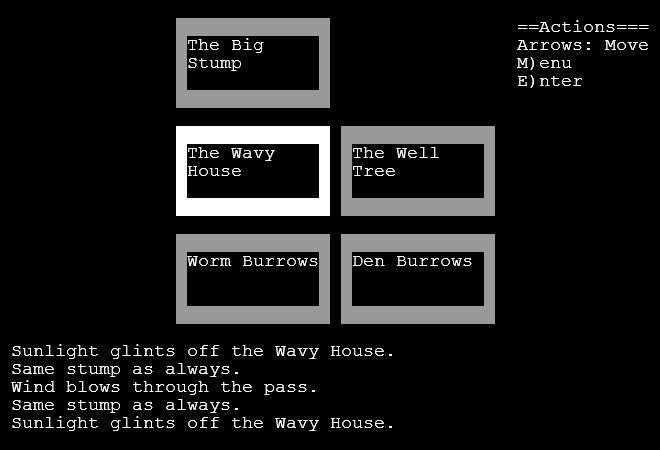 The Big
Stump
==Actions===
Arrows: Move
M)enu
E)nter
The Wavy
House
The Well
Tree
Worm Burrows
Den Burrows
Sunlight glints off the Wavy House.
Same stump as always.
Wind blows through the pass.
Same stump as always.
Sunlight glints off the Wavy House.